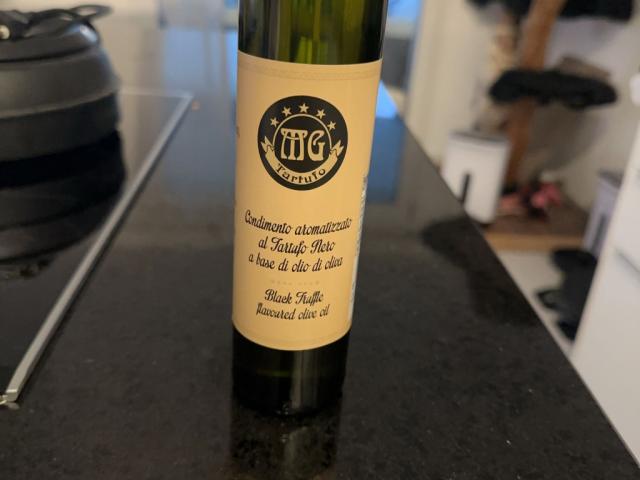 MG
Tartufo
Condimento aromatizzato
al Tartufo Nero
a base di olio di oliva
Black Truffle
flavoured olive oil